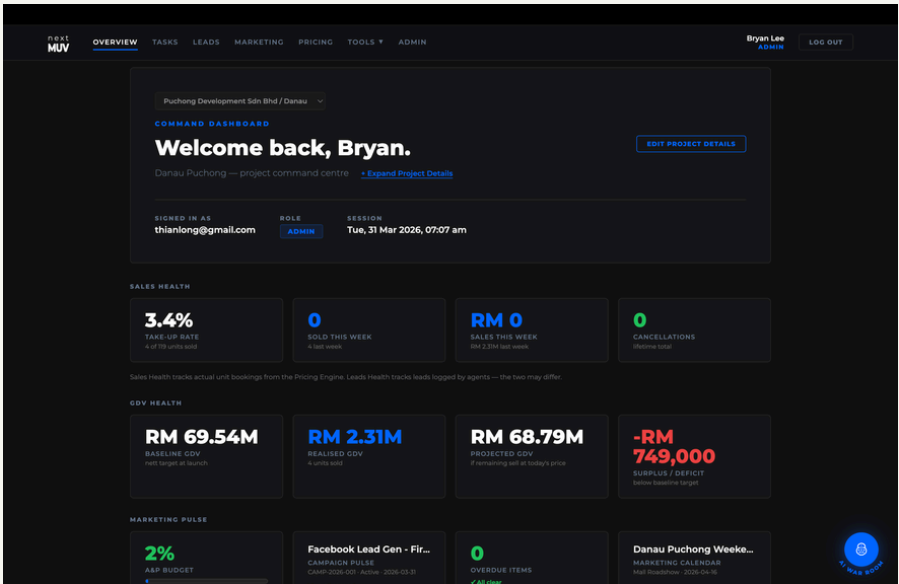 next
MUV
OVERVIEW TASKS LEADS MARKETING PRICING TOOLS ▼ ADMIN
Bryan Lee
ADMIN
LOG OUT
Puchong Development Sdn Bhd / Danau
COMMAND DASHBOARD
Welcome back, Bryan.
EDIT PROJECT DETAILS
Danau Puchong — project command centre + Expand Project Details
SIGNED IN AS ROLE SESSION
thianlong@gmail.com ADMIN Tue, 31 Mar 2026, 07:07 am
SALES HEALTH
3.4%
TAKE-UP RATE
4 of 119 units sold
0
SOLD THIS WEEK
4 last week
RM 0
SALES THIS WEEK
RM 2.31M last week
0
CANCELLATIONS
lifetime total
Sales Health tracks actual unit bookings from the Pricing Engine. Leads Health tracks leads logged by agents — the two may differ.
GDV HEALTH
RM 69.54M
BASELINE GDV
nett target at launch
RM 2.31M
REALISED GDV
4 units sold
RM 68.79M
PROJECTED GDV
if remaining sell at today's price
-RM
749,000
SURPLUS / DEFICIT
below baseline target
MARKETING PULSE
2%
A&P BUDGET
Facebook Lead Gen - Fir...
CAMPAIGN PULSE
CAMP-2026-001 · Active · 2026-03-31
0
OVERDUE ITEMS
✓ All clear
Danau Puchong Weeke...
MARKETING CALENDAR
Mall Roadshow · 2026-04-16
AI WAR ROOM